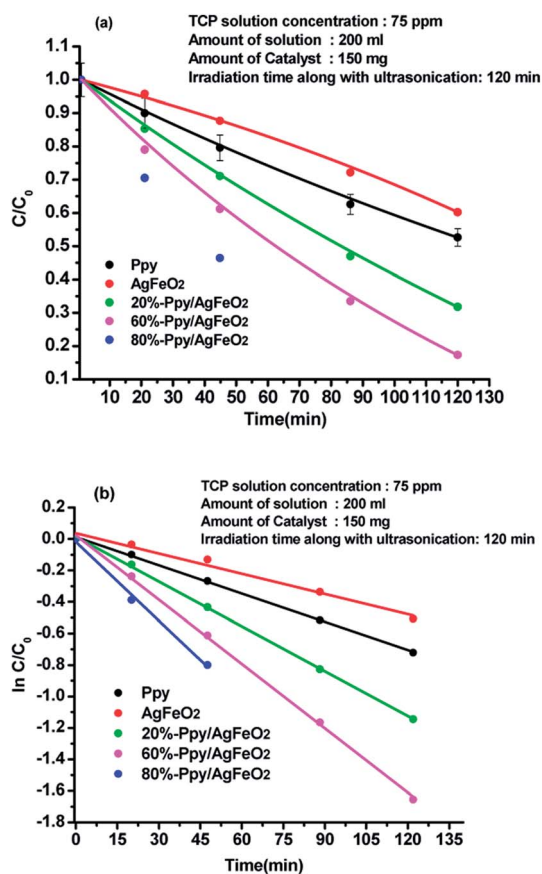 (a)
TCP solution concentration : 75 ppm
Amount of solution : 200 ml
Amount of Catalyst : 150 mg
Irradiation time along with ultrasonication: 120 min
1.0
0.9
0.8
0.7
0.6
0.5
0.4
0.3
0.2
0.1
C/C₀
Ppy
AgFeO₂
20%-Ppy/AgFeO₂
60%-Ppy/AgFeO₂
80%-Ppy/AgFeO₂
10 20 30 40 50 60 70 80 90 100 110 120 130
Time(min)
(b)
TCP solution concentration : 75 ppm
Amount of solution : 200 ml
Amount of Catalyst : 150 mg
Irradiation time along with ultrasonication: 120 min
0.2
0.0
-0.2
-0.4
-0.6
-0.8
-1.0
-1.2
-1.4
-1.6
-1.8
ln C/C₀
Ppy
AgFeO₂
20%-Ppy/AgFeO₂
60%-Ppy/AgFeO₂
80%-Ppy/AgFeO₂
0 15 30 45 60 75 90 105 120 135
Time(min)